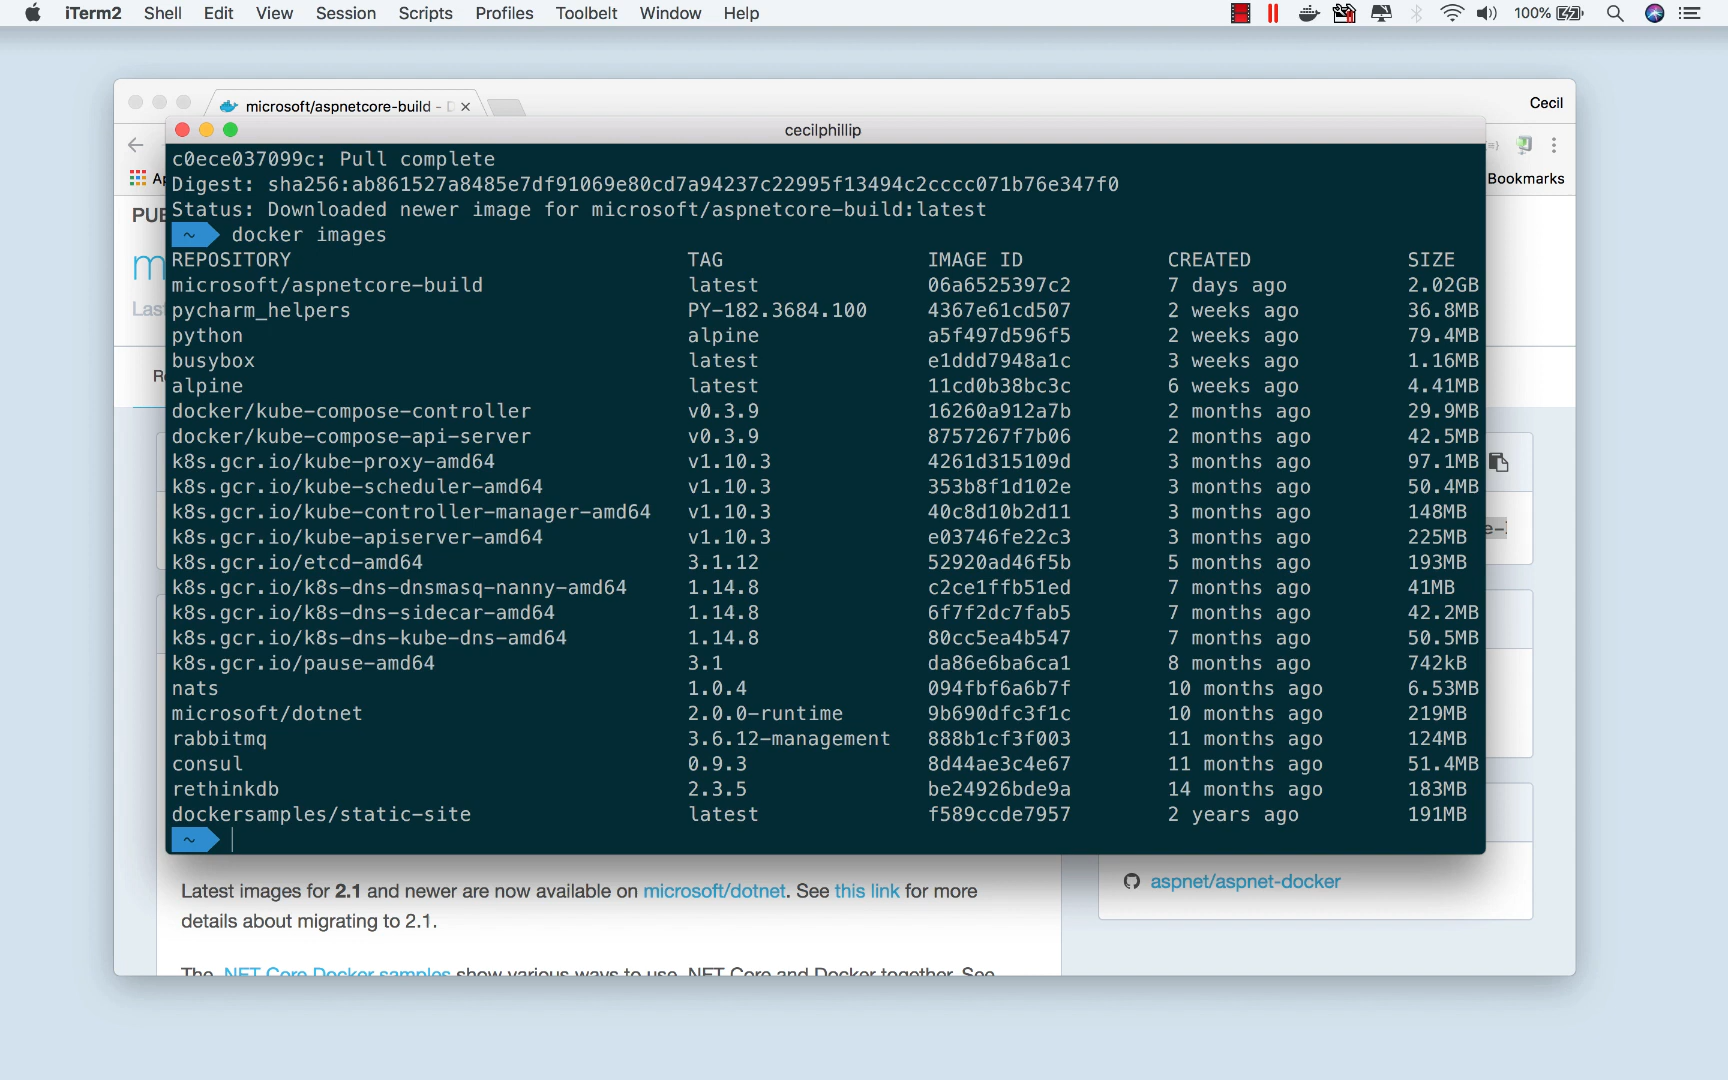 iTerm2 Shell Edit View Session Scripts Profiles Toolbelt Window Help 100%
microsoft/aspnetcore-build - D
Cecil
cecilphillip
Bookmarks
c0ece037099c: Pull complete
Digest: sha256:ab861527a8485e7df91069e80cd7a94237c22995f13494c2cccc071b76e347f0
Status: Downloaded newer image for microsoft/aspnetcore-build:latest
~ docker images
REPOSITORY TAG IMAGE ID CREATED SIZE
microsoft/aspnetcore-build latest 06a6525397c2 7 days ago 2.02GB
pycharm_helpers PY-182.3684.100 4367e61cd507 2 weeks ago 36.8MB
python alpine a5f497d596f5 2 weeks ago 79.4MB
busybox latest e1ddd7948a1c 3 weeks ago 1.16MB
alpine latest 11cd0b38bc3c 6 weeks ago 4.41MB
docker/kube-compose-controller v0.3.9 16260a912a7b 2 months ago 29.9MB
docker/kube-compose-api-server v0.3.9 8757267f7b06 2 months ago 42.5MB
k8s.gcr.io/kube-proxy-amd64 v1.10.3 4261d315109d 3 months ago 97.1MB
k8s.gcr.io/kube-scheduler-amd64 v1.10.3 353b8f1d102e 3 months ago 50.4MB
k8s.gcr.io/kube-controller-manager-amd64 v1.10.3 40c8d10b2d11 3 months ago 148MB
k8s.gcr.io/kube-apiserver-amd64 v1.10.3 e03746fe22c3 3 months ago 225MB
k8s.gcr.io/etcd-amd64 3.1.12 52920ad46f5b 5 months ago 193MB
k8s.gcr.io/k8s-dns-dnsmasq-nanny-amd64 1.14.8 c2ce1ffb51ed 7 months ago 41MB
k8s.gcr.io/k8s-dns-sidecar-amd64 1.14.8 6f7f2dc7fab5 7 months ago 42.2MB
k8s.gcr.io/k8s-dns-kube-dns-amd64 1.14.8 80cc5ea4b547 7 months ago 50.5MB
k8s.gcr.io/pause-amd64 3.1 da86e6ba6ca1 8 months ago 742kB
nats 1.0.4 094fbf6a6b7f 10 months ago 6.53MB
microsoft/dotnet 2.0.0-runtime 9b690dfc3f1c 10 months ago 219MB
rabbitmq 3.6.12-management 888b1cf3f003 11 months ago 124MB
consul 0.9.3 8d44ae3c4e67 11 months ago 51.4MB
rethinkdb 2.3.5 be24926bde9a 14 months ago 183MB
dockersamples/static-site latest f589ccde7957 2 years ago 191MB
~
Latest images for 2.1 and newer are now available on microsoft/dotnet. See this link for more
details about migrating to 2.1.
aspnet/aspnet-docker
The .NET Core Docker samples show various ways to use .NET Core and Docker together. See